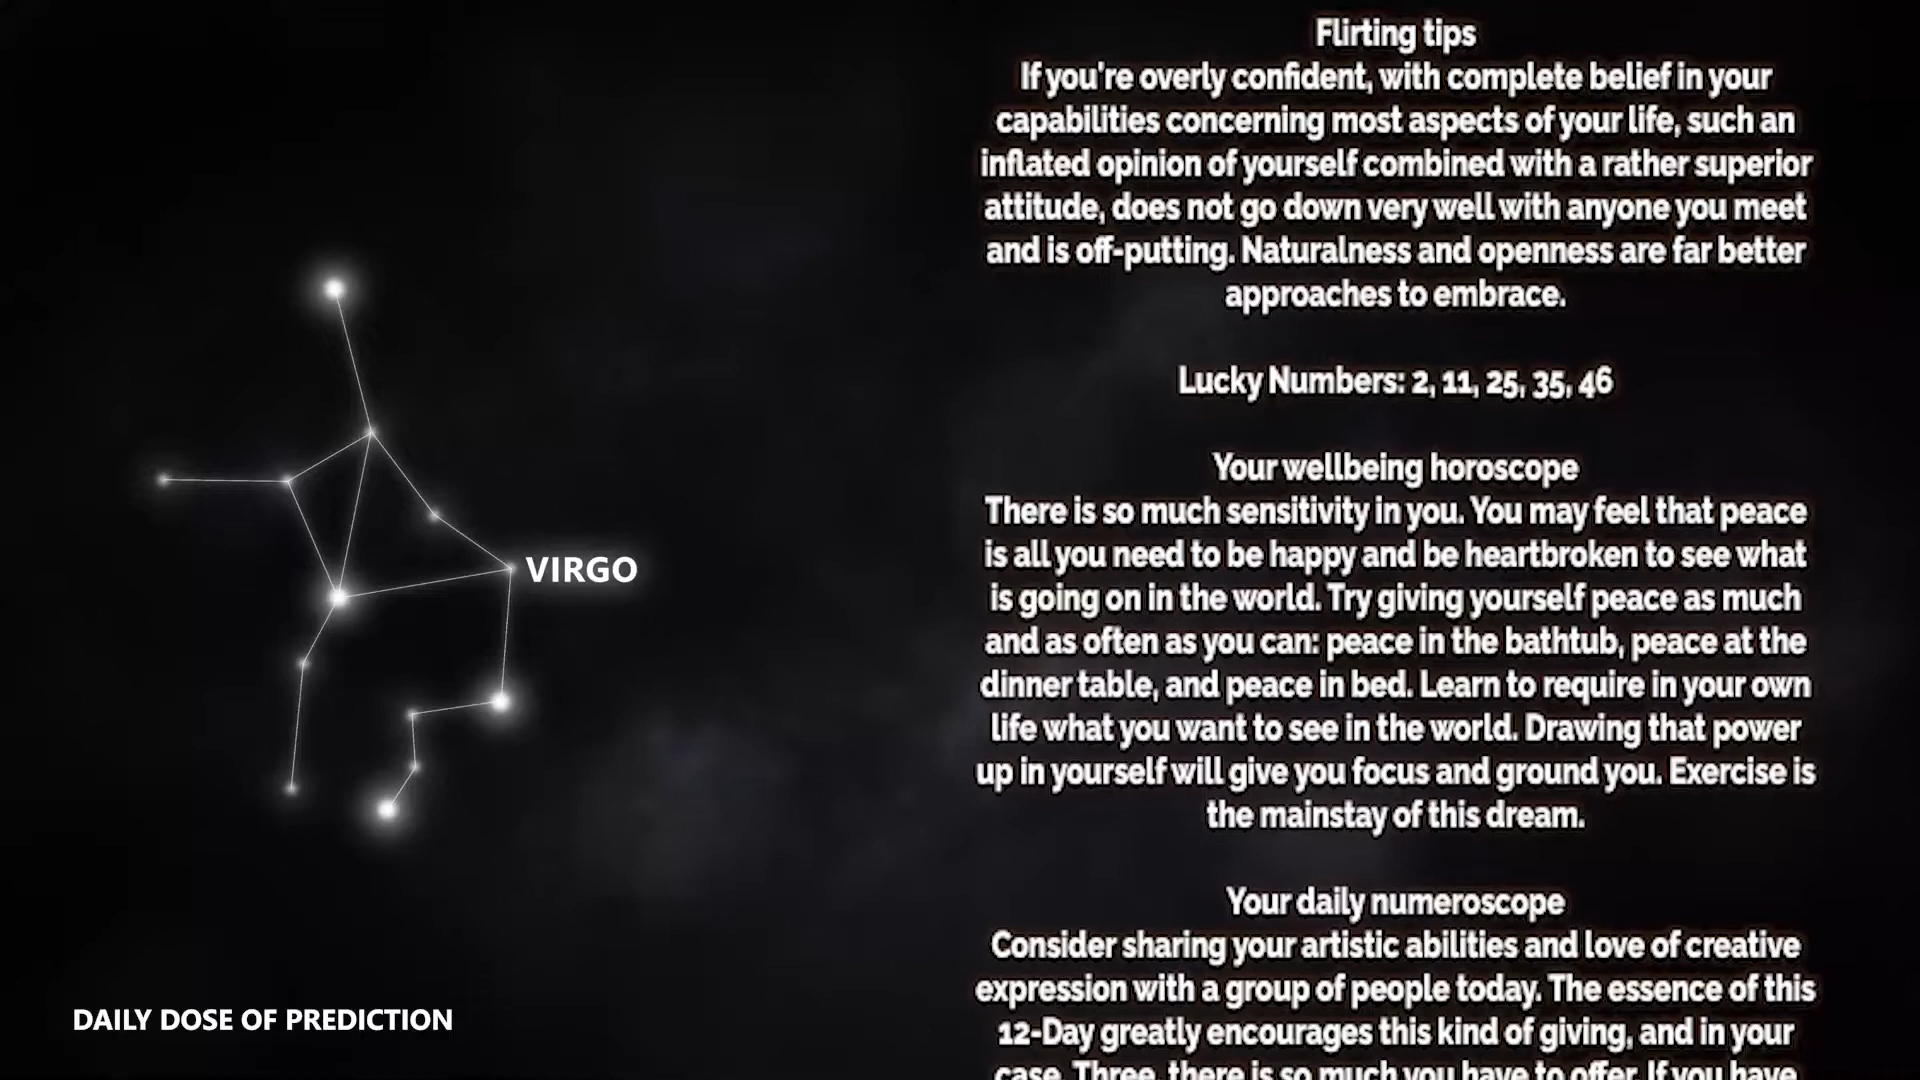 Flirting tips
If you're overly confident, with complete belief in your
capabilities concerning most aspects of your life, such an
inflated opinion of yourself combined with a rather superior
attitude, does not go down very well with anyone you meet
and is off-putting. Naturalness and openness are far better
approaches to embrace.
Lucky Numbers: 2, 11, 25, 35, 46
Your wellbeing horoscope
There is so much sensitivity in you. You may feel that peace
is all you need to be happy and be heartbroken to see what
is going on in the world. Try giving yourself peace as much
and as often as you can: peace in the bathtub, peace at the
dinner table, and peace in bed. Learn to require in your own
life what you want to see in the world. Drawing that power
up in yourself will give you focus and ground you. Exercise is
the mainstay of this dream.
Your daily numeroscope
Consider sharing your artistic abilities and love of creative
expression with a group of people today. The essence of this
12-Day greatly encourages this kind of giving, and in your
case, Three, there is so much you have to offer. If you have
VIRGO
DAILY DOSE OF PREDICTION